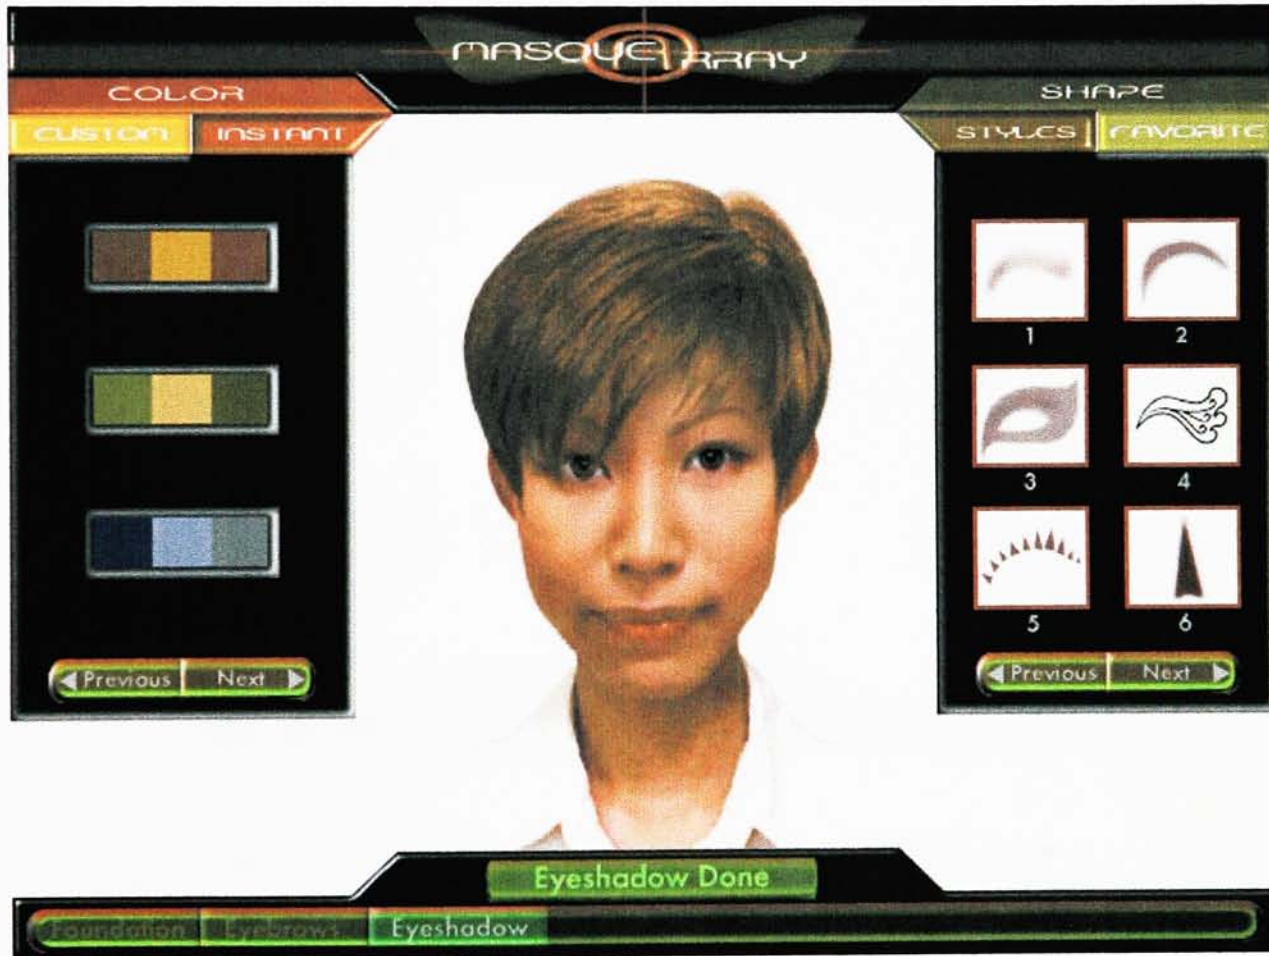 MASQUE ARRAY
COLOR
CUSTOM INSTANT
Previous Next
SHAPE
STYLES FAVORITE
1 2
3 4
5 6
Previous Next
Eyeshadow Done
Foundation Eyebrows Eyeshadow